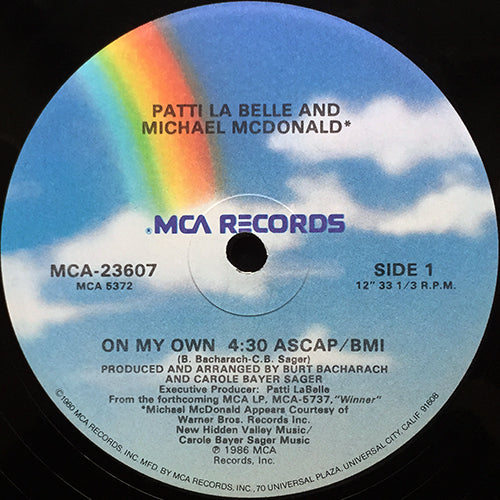 PATTI LA BELLE AND
MICHAEL MCDONALD*
®MCA RECORDS
MCA-23607
MCA 5372
SIDE 1
12" 33 1/3 R.P.M.
ON MY OWN 4:30 ASCAP/BMI
(B. Bacharach-C.B. Sager)
PRODUCED AND ARRANGED BY BURT BACHARACH
AND CAROLE BAYER SAGER
Executive Producer: Patti LaBelle
From the forthcoming MCA LP, MCA-5737, "Winner"
*Michael McDonald Appears Courtesy of
Warner Bros. Records Inc.
New Hidden Valley Music/
Carole Bayer Sager Music
℗ 1986 MCA
Records, Inc.
©1980 MCA RECORDS, INC. MFD. BY MCA RECORDS, INC., 70 UNIVERSAL PLAZA, UNIVERSAL CITY, CALIF. 91608